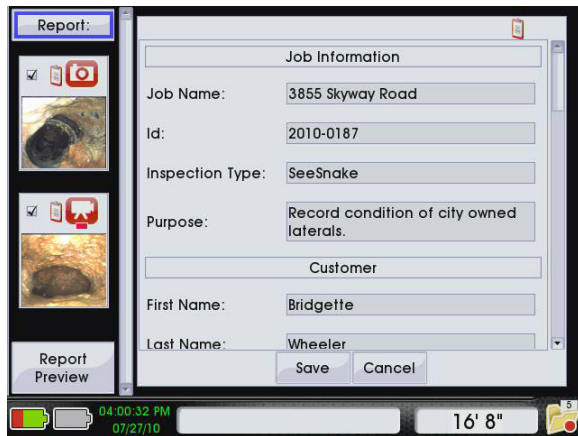 Report:
Job Information
Job Name: 3855 Skyway Road
Id: 2010-0187
Inspection Type: SeeSnake
Purpose: Record condition of city owned
laterals.
Customer
First Name: Bridgette
Last Name: Wheeler
Save Cancel
Report
Preview
04:00:32 PM
07/27/10
16' 8"
5